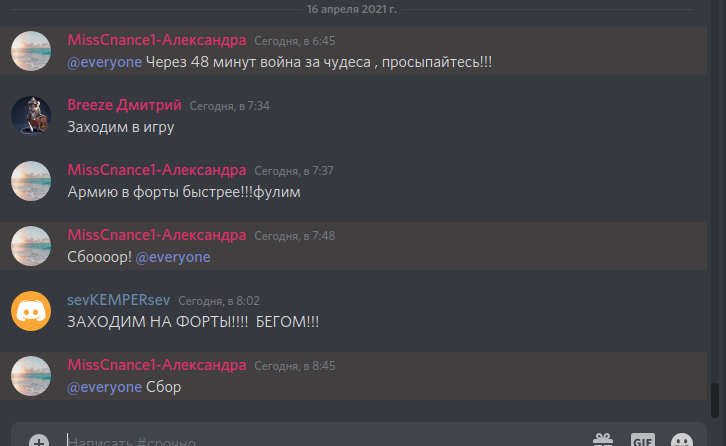 16 апреля 2021 г.
MissCnance1-Александра Сегодня, в 6:45
@everyone Через 48 минут война за чудеса , просыпайтесь!!!
Breeze Дмитрий Сегодня, в 7:34
Заходим в игру
MissCnance1-Александра Сегодня, в 7:37
Армию в форты быстрее!!!фулим
MissCnance1-Александра Сегодня, в 7:48
Сбоооор! @everyone
sevKEMPERsev Сегодня, в 8:02
ЗАХОДИМ НА ФОРТЫ!!!! БЕГОМ!!!
MissCnance1-Александра Сегодня, в 8:45
@everyone Сбор
Написать #срочно
GIF